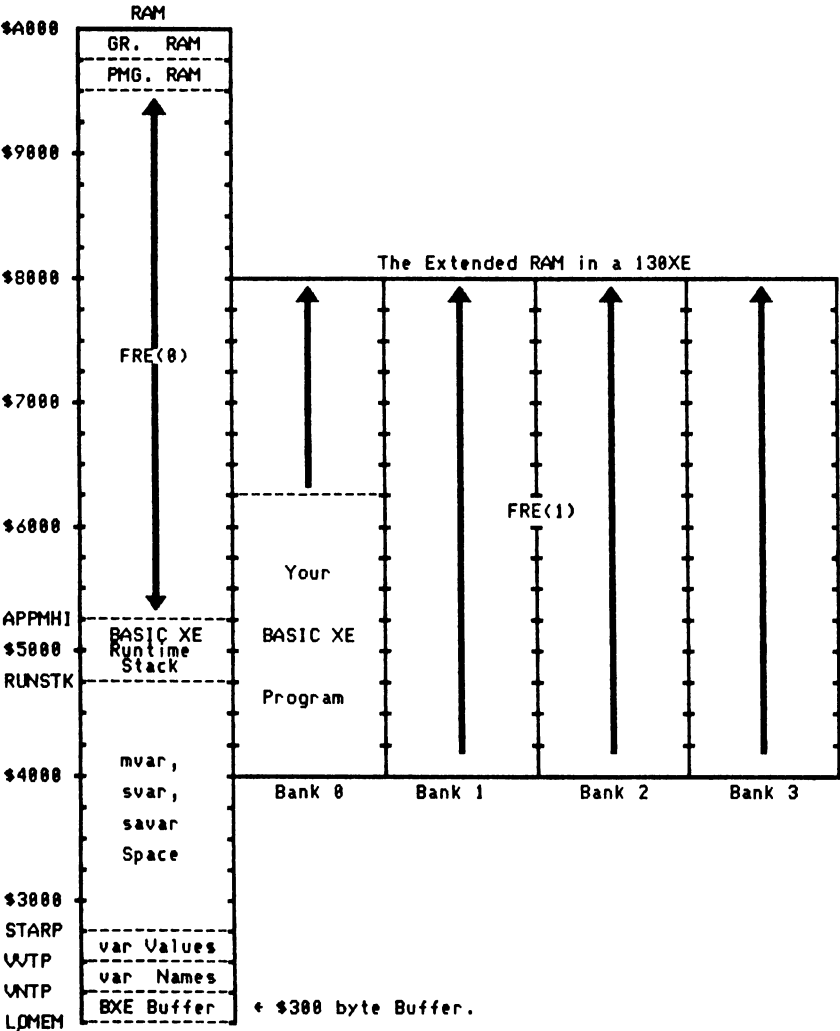 RAM
$A000
GR. RAM
PMG. RAM
$9000
The Extended RAM in a 130XE
$8000
FRE(0)
$7000
FRE(1)
$6000
Your
APPMHI
BASIC XE
BASIC XE
$5000
Runtime
Stack
RUNSTK
Program
mvar,
$4000
Bank 0
Bank 1
Bank 2
Bank 3
svar,
savar
Space
$3000
STARP
var Values
VVTP
var Names
VNTP
BXE Buffer
← $300 byte Buffer.
LOMEM